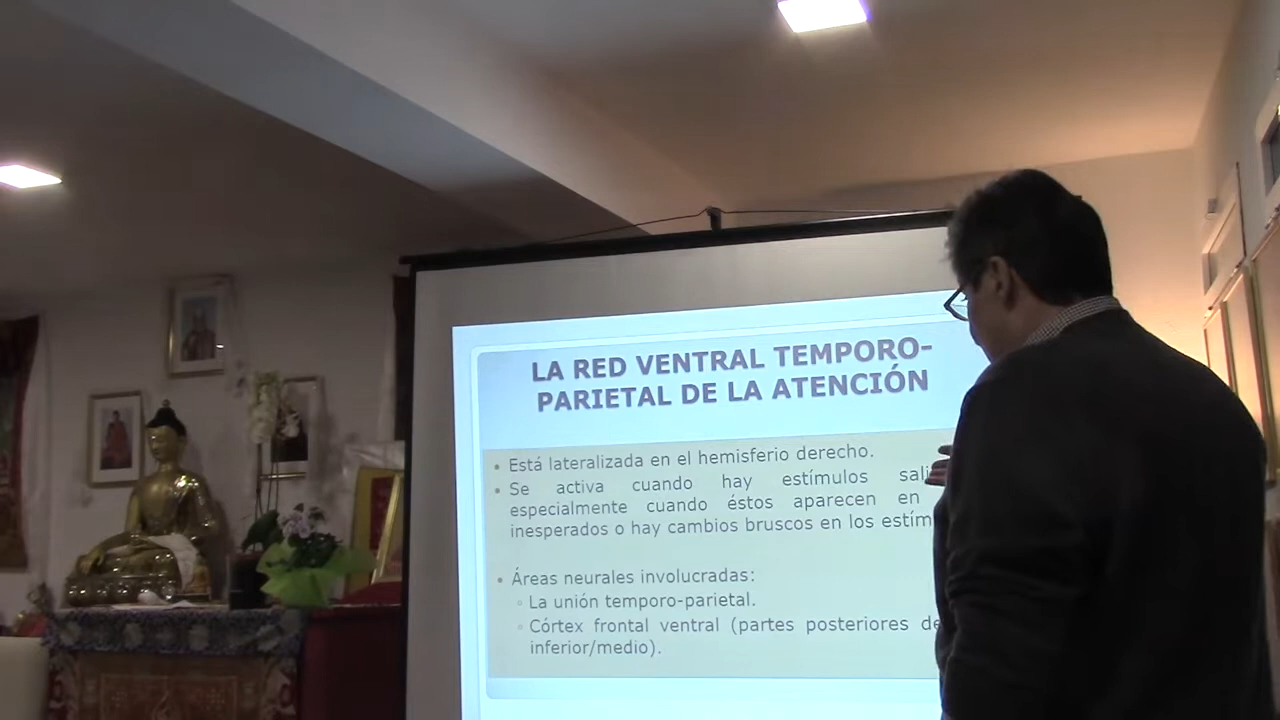 LA RED VENTRAL TEMPORO-
PARIETAL DE LA ATENCIÓN
Está lateralizada en el hemisferio derecho.
Se activa cuando hay estímulos
especialmente cuando éstos aparecen en
inesperados o hay cambios bruscos en los
Áreas neurales involucradas:
La unión temporo-parietal.
Córtex frontal ventral (partes posteriores
inferior/medio).